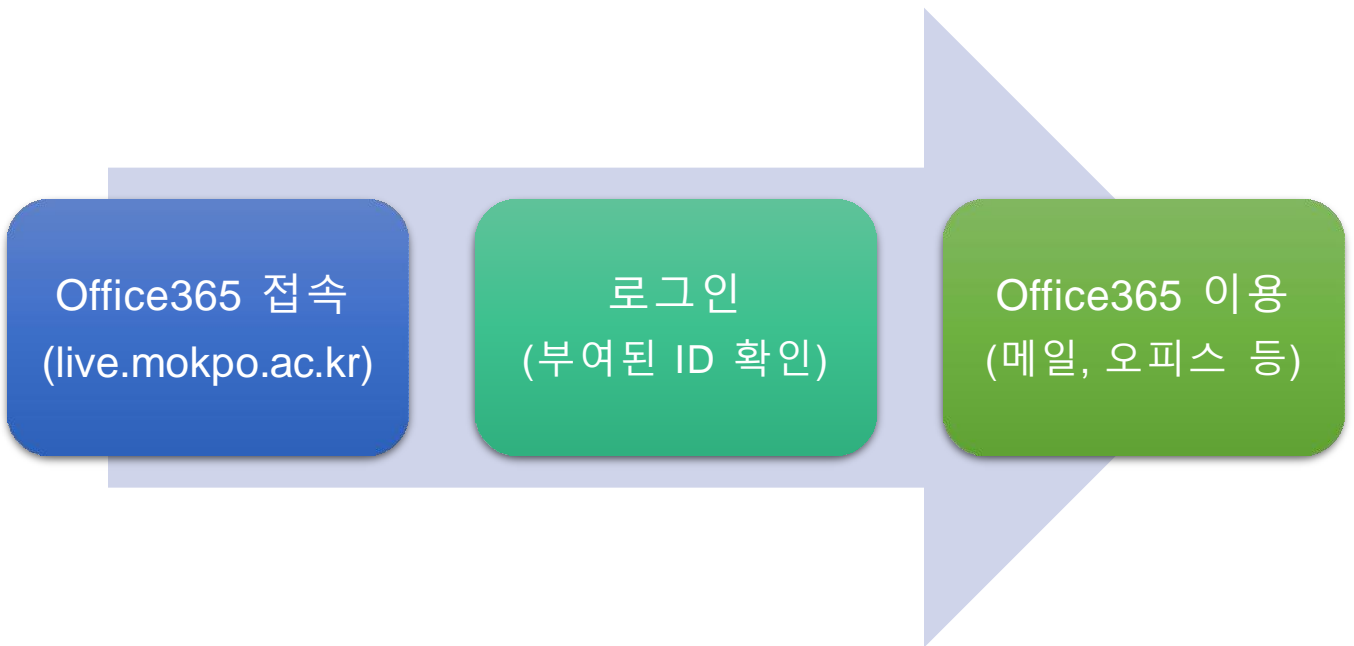 Office365 접속
(live.mokpo.ac.kr)
로그인
(부여된 ID 확인)
Office365 이용
(메일, 오피스 등)